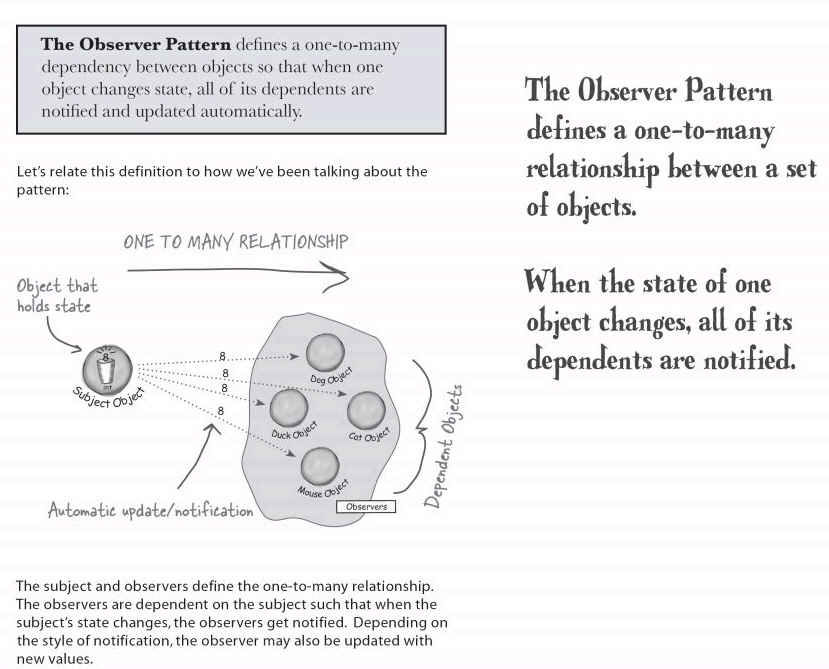 The Observer Pattern defines a one-to-many
dependency between objects so that when one
object changes state, all of its dependents are
notified and updated automatically.
Let's relate this definition to how we've been talking about the
pattern:
ONE TO MANY RELATIONSHIP
Object that
holds state
8
int
Subject Object
8
8
8
8
Dog Object
Duck Object
Cat Object
Mouse Object
Observers
Automatic update/notification
Dependent Objects
The subject and observers define the one-to-many relationship.
The observers are dependent on the subject such that when the
subject's state changes, the observers get notified. Depending on
the style of notification, the observer may also be updated with
new values.
The Observer Pattern
defines a one-to-many
relationship between a set
of objects.
When the state of one
object changes, all of its
dependents are notified.